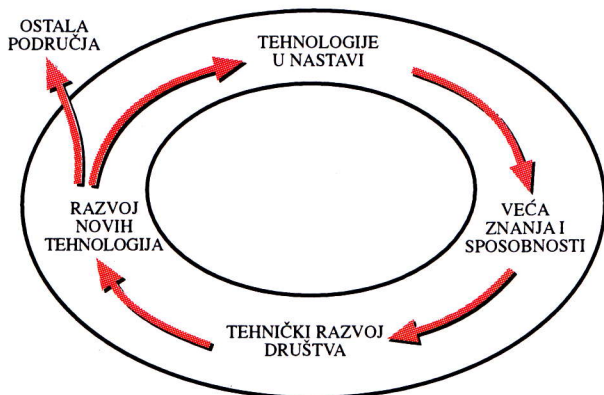 OSTALA
PODRUČJA
TEHNOLOGIJE
U NASTAVI
VEĆA
ZNANJA I
SPOSOBNOSTI
TEHNIČKI RAZVOJ
DRUŠTVA
RAZVOJ
NOVIH
TEHNOLOGIJA